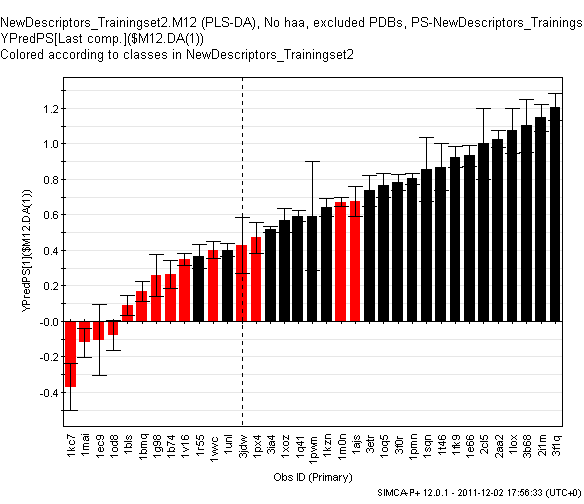 NewDescriptors_Trainingset2.M12 (PLS-DA), No haa, excluded PDBs, PS-NewDescriptors_Trainings
YPredPS[Last comp.]($M12.DA(1))
Colored according to classes in NewDescriptors_Trainingset2
YPredPS[1]($M12.DA(1))
1.2
1.0
0.8
0.6
0.4
0.2
-0.0
-0.2
-0.4
1kc7
1mai
1ec9
1od8
1bls
1bmq
1g98
1b74
1v16
1r55
1wvc
1unl
3jdw
1px4
3ia4
1xoz
1q41
1pwn
1kzn
1m0n
1ajs
3etr
1oq5
3f0r
1pmn
1sqn
1t46
1fk9
1e66
2cl5
2aa2
1lox
3b68
2i1m
3f1q
Obs ID (Primary)
SIMCA-P+ 12.0.1 - 2011-12-02 17:56:33 (UTC+0)